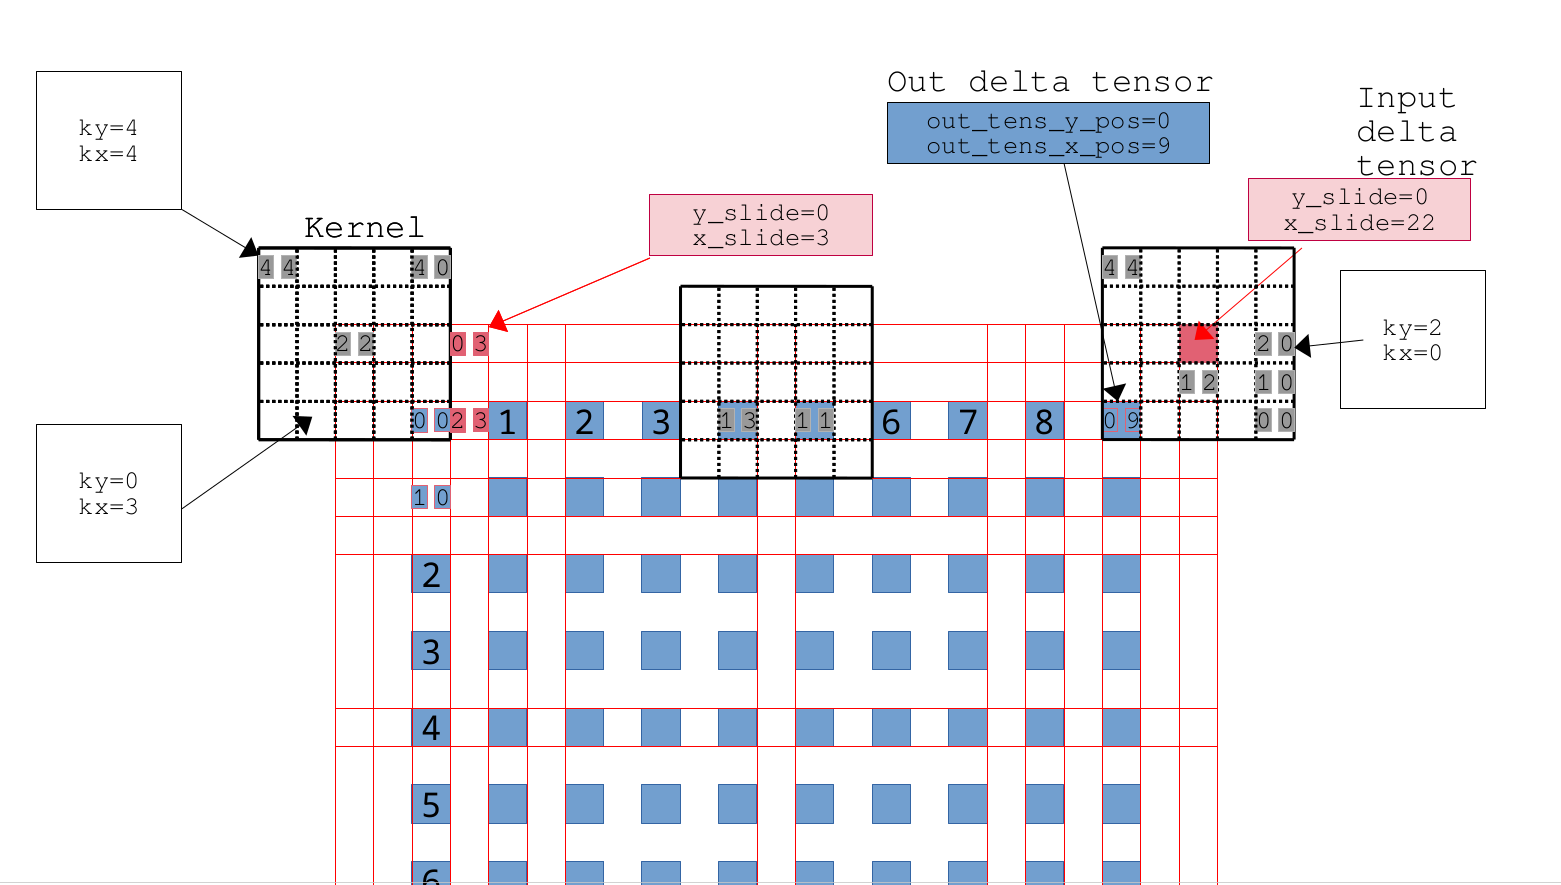 Out delta tensor
Input
delta
tensor
ky=4
kx=4
out_tens_y_pos=0
out_tens_x_pos=9
y_slide=0
x_slide=3
y_slide=0
x_slide=22
Kernel
4 4
4 0
4 4
2 2
0 3
2 0
ky=2
kx=0
1 2
1 0
0 0
2 3
1
2
3
1 3
1 1
6
7
8
0 9
0 0
ky=0
kx=3
1 0
2
3
4
5
6